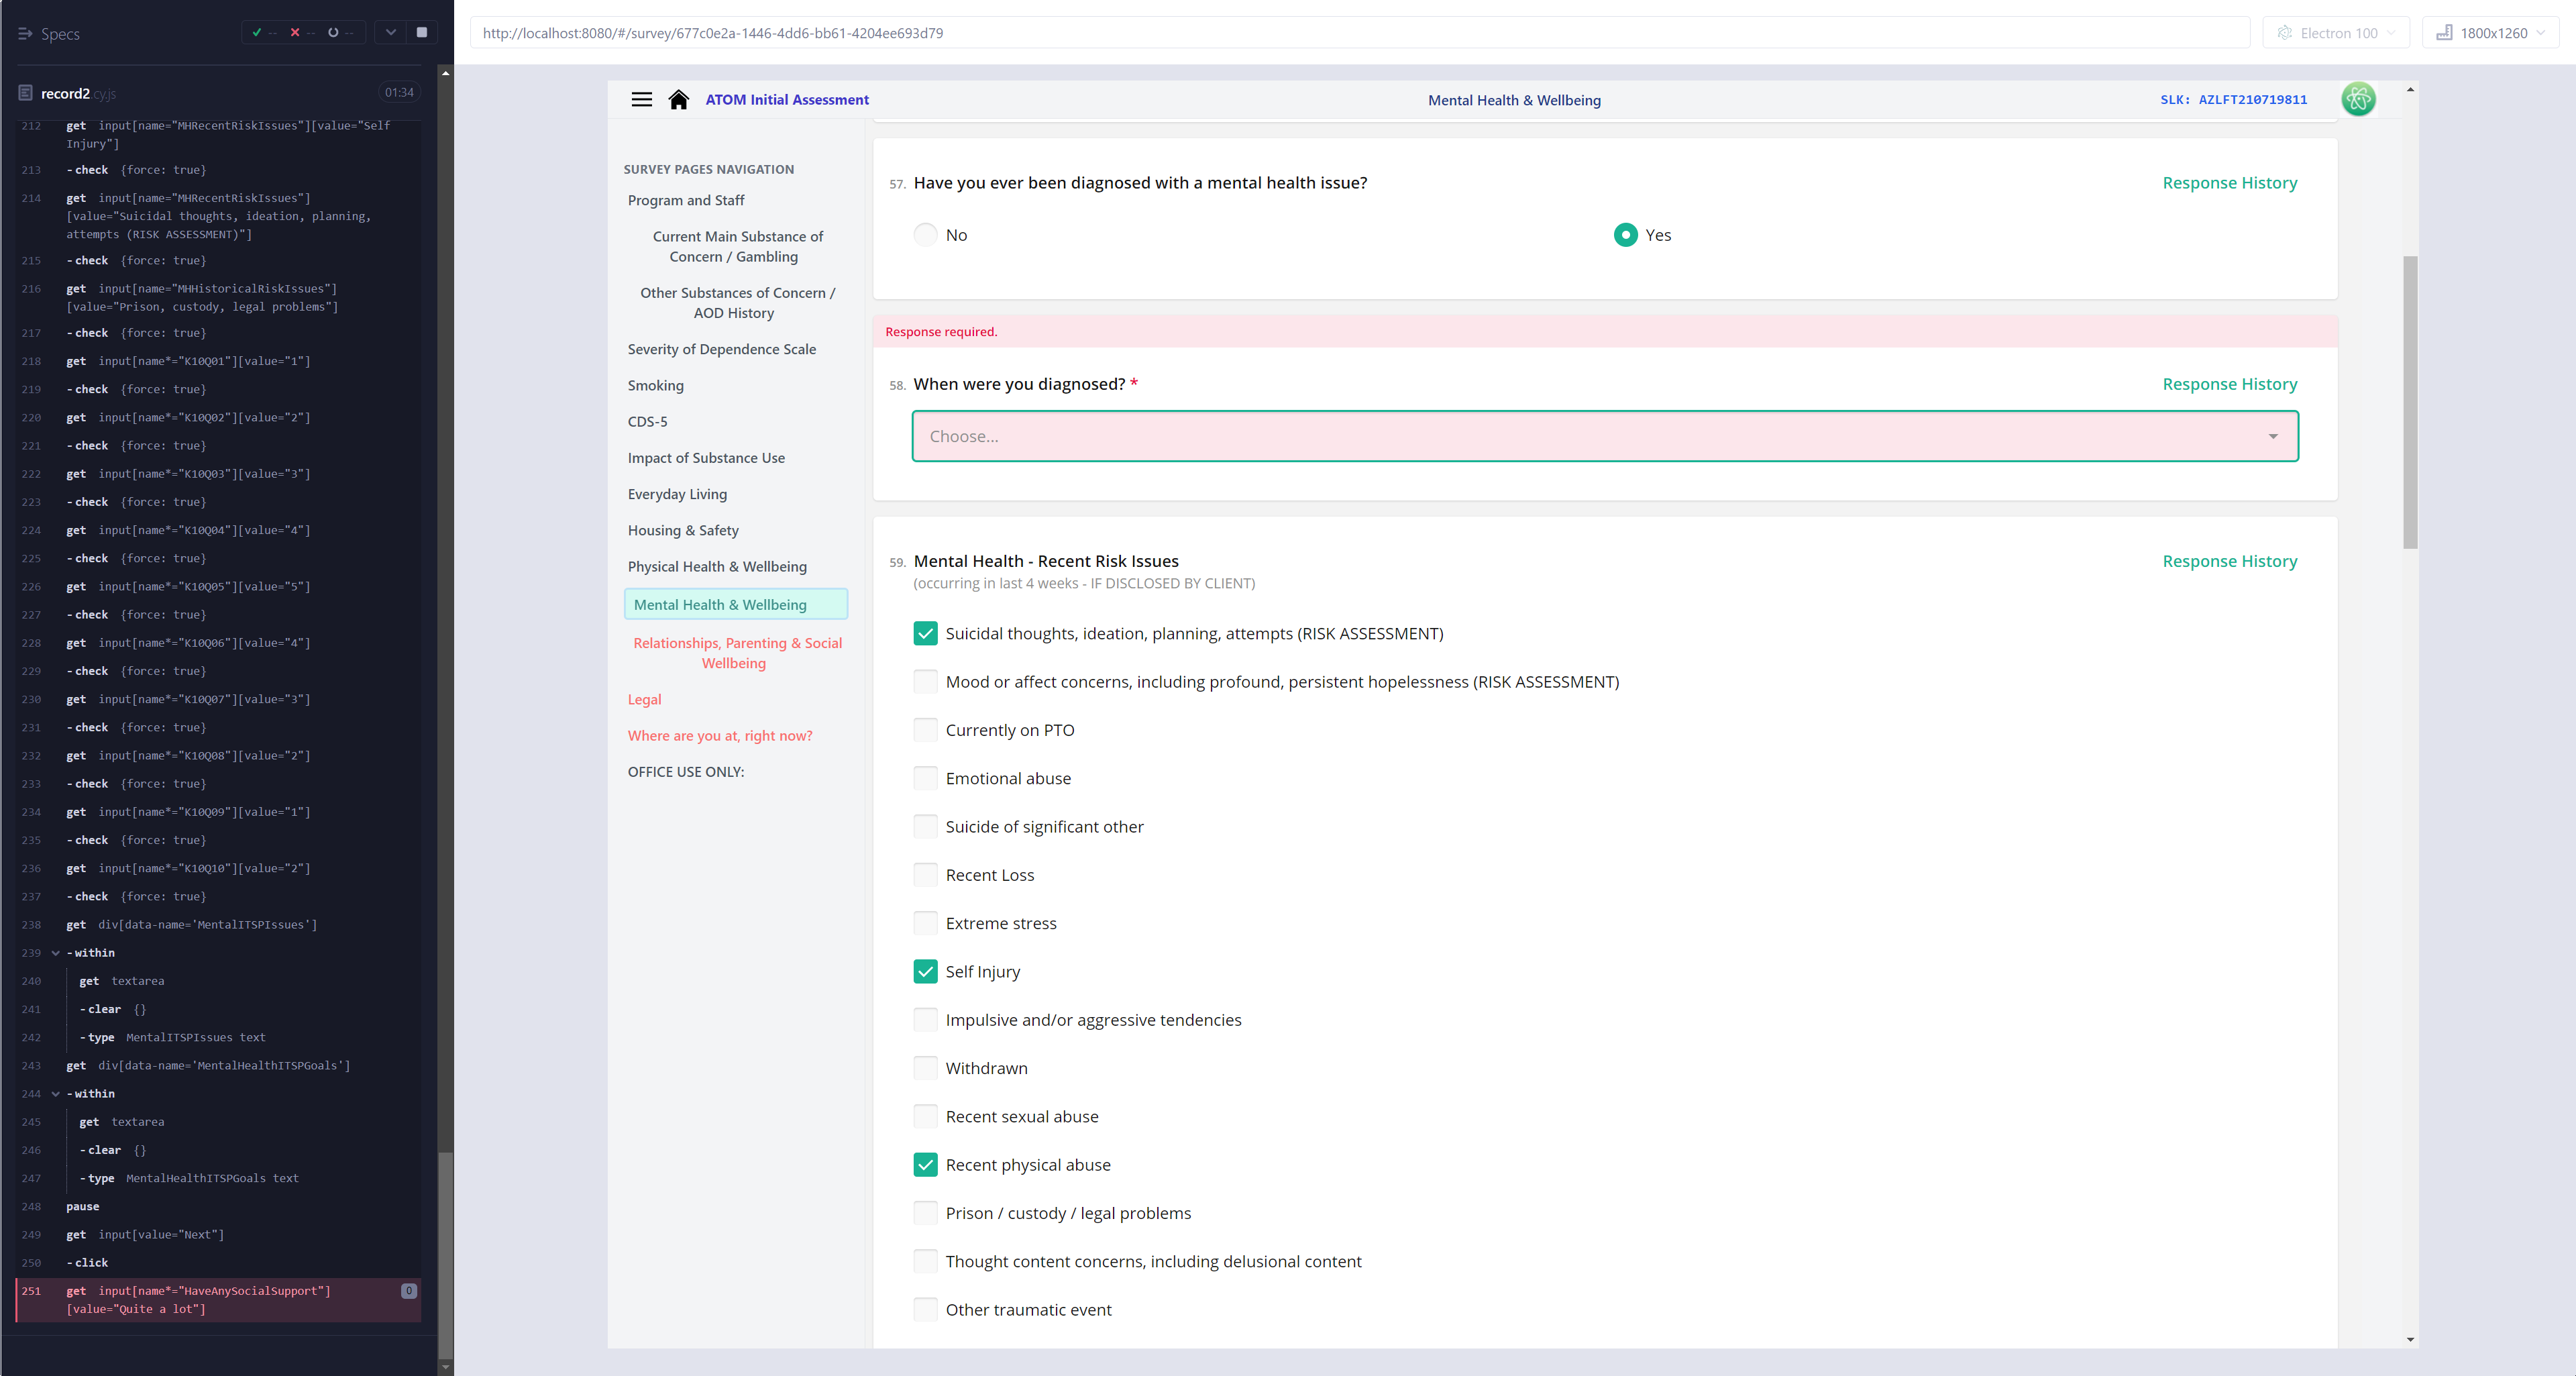 Specs
-- -- --
record2.cy.js
01:34
212 get input[name="MHRecentRiskIssues"][value="Self
Injury"]
213 -check {force: true}
214 get input[name="MHRecentRiskIssues"]
[value="Suicidal thoughts, ideation, planning,
attempts (RISK ASSESSMENT)"]
215 -check {force: true}
216 get input[name="MHHistoricalRiskIssues"]
[value="Prison, custody, legal problems"]
217 -check {force: true}
218 get input[name*="K10Q01"][value="1"]
219 -check {force: true}
220 get input[name*="K10Q02"][value="2"]
221 -check {force: true}
222 get input[name*="K10Q03"][value="3"]
223 -check {force: true}
224 get input[name*="K10Q04"][value="4"]
225 -check {force: true}
226 get input[name*="K10Q05"][value="5"]
227 -check {force: true}
228 get input[name*="K10Q06"][value="4"]
229 -check {force: true}
230 get input[name*="K10Q07"][value="3"]
231 -check {force: true}
232 get input[name*="K10Q08"][value="2"]
233 -check {force: true}
234 get input[name*="K10Q09"][value="1"]
235 -check {force: true}
236 get input[name*="K10Q10"][value="2"]
237 -check {force: true}
238 get div[data-name='MentalITSPIssues']
239 -within
240 get textarea
241 -clear {}
242 -type MentalITSPIssues text
243 get div[data-name='MentalHealthITSPGoals']
244 -within
245 get textarea
246 -clear {}
247 -type MentalHealthITSPGoals text
248 pause
249 get input[value="Next"]
250 -click
251 get input[name*="HaveAnySocialSupport"]
[value="Quite a lot"]
0
http://localhost:8080/#/survey/677c0e2a-1446-4dd6-bb61-4204ee693d79
Electron 100
1800x1260
ATOM Initial Assessment
Mental Health & Wellbeing
SLK: AZLFT210719811
SURVEY PAGES NAVIGATION
Program and Staff
Current Main Substance of
Concern / Gambling
Other Substances of Concern /
AOD History
Severity of Dependence Scale
Smoking
CDS-5
Impact of Substance Use
Everyday Living
Housing & Safety
Physical Health & Wellbeing
Mental Health & Wellbeing
Relationships, Parenting & Social
Wellbeing
Legal
Where are you at, right now?
OFFICE USE ONLY:
57. Have you ever been diagnosed with a mental health issue?
Response History
No
Yes
Response required.
58. When were you diagnosed? *
Response History
Choose...
59. Mental Health - Recent Risk Issues
Response History
(occurring in last 4 weeks - IF DISCLOSED BY CLIENT)
Suicidal thoughts, ideation, planning, attempts (RISK ASSESSMENT)
Mood or affect concerns, including profound, persistent hopelessness (RISK ASSESSMENT)
Currently on PTO
Emotional abuse
Suicide of significant other
Recent Loss
Extreme stress
Self Injury
Impulsive and/or aggressive tendencies
Withdrawn
Recent sexual abuse
Recent physical abuse
Prison / custody / legal problems
Thought content concerns, including delusional content
Other traumatic event